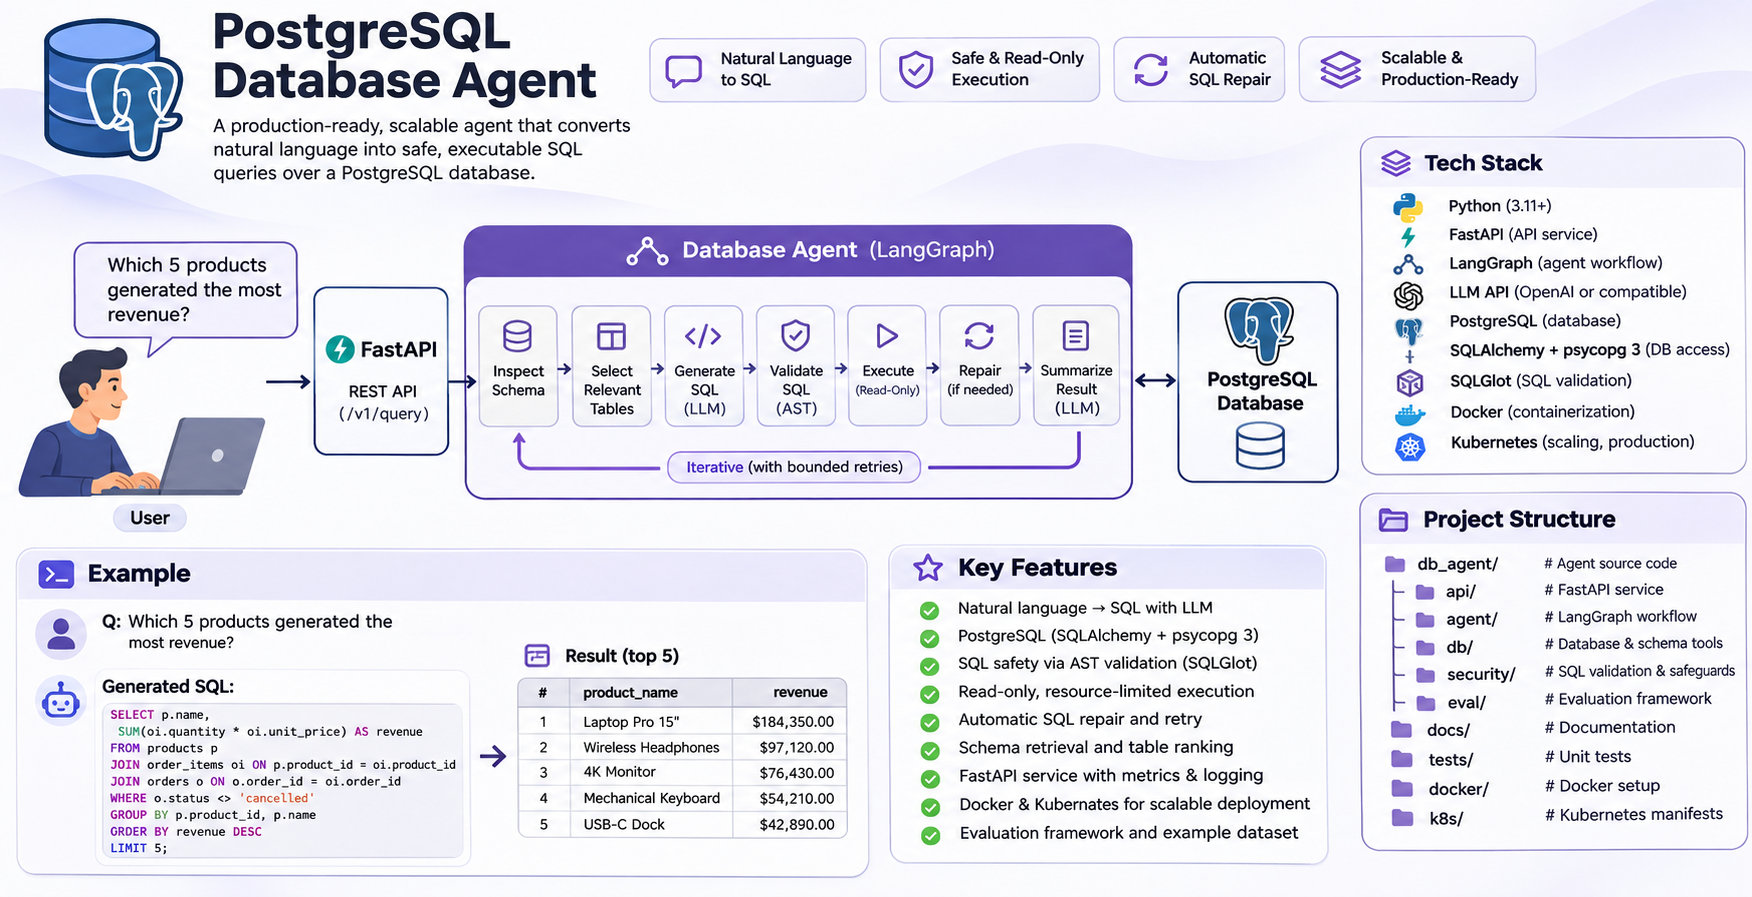 PostgreSQL
Database Agent
A production-ready, scalable agent that converts
natural language into safe, executable SQL
queries over a PostgreSQL database.
Natural Language
to SQL
Safe & Read-Only
Execution
Automatic
SQL Repair
Scalable &
Production-Ready
Which 5 products
generated the most
revenue?
User
FastAPI
REST API
(/v1/query)
Database Agent (LangGraph)
Inspect
Schema
Select
Relevant
Tables
Generate
SQL
(LLM)
Validate
SQL
(AST)
Execute
(Read-Only)
Repair
(if needed)
Summarize
Result
(LLM)
Iterative (with bounded retries)
PostgreSQL
Database
Tech Stack
Python (3.11+)
FastAPI (API service)
LangGraph (agent workflow)
LLM API (OpenAI or compatible)
PostgreSQL (database)
SQLAlchemy + psycopg 3 (DB access)
SQLGlot (SQL validation)
Docker (containerization)
Kubernetes (scaling, production)
Example
Q: Which 5 products generated the
most revenue?
Generated SQL:
SELECT p.name,
SUM(oi.quantity * oi.unit_price) AS revenue
FROM products p
JOIN order_items oi ON p.product_id = oi.product_id
JOIN orders o ON o.order_id = oi.order_id
WHERE o.status <> 'cancelled'
GROUP BY p.product_id, p.name
GRDER BY revenue DESC
LIMIT 5;
Result (top 5)
# product_name revenue
1 Laptop Pro 15" $184,350.00
2 Wireless Headphones $97,120.00
3 4K Monitor $76,430.00
4 Mechanical Keyboard $54,210.00
5 USB-C Dock $42,890.00
Key Features
Natural language → SQL with LLM
PostgreSQL (SQLAlchemy + psycopg 3)
SQL safety via AST validation (SQLGlot)
Read-only, resource-limited execution
Automatic SQL repair and retry
Schema retrieval and table ranking
FastAPI service with metrics & logging
Docker & Kubernates for scalable deployment
Evaluation framework and example dataset
Project Structure
db_agent/ # Agent source code
api/ # FastAPI service
agent/ # LangGraph workflow
db/ # Database & schema tools
security/ # SQL validation & safeguards
eval/ # Evaluation framework
docs/ # Documentation
tests/ # Unit tests
docker/ # Docker setup
k8s/ # Kubernetes manifests